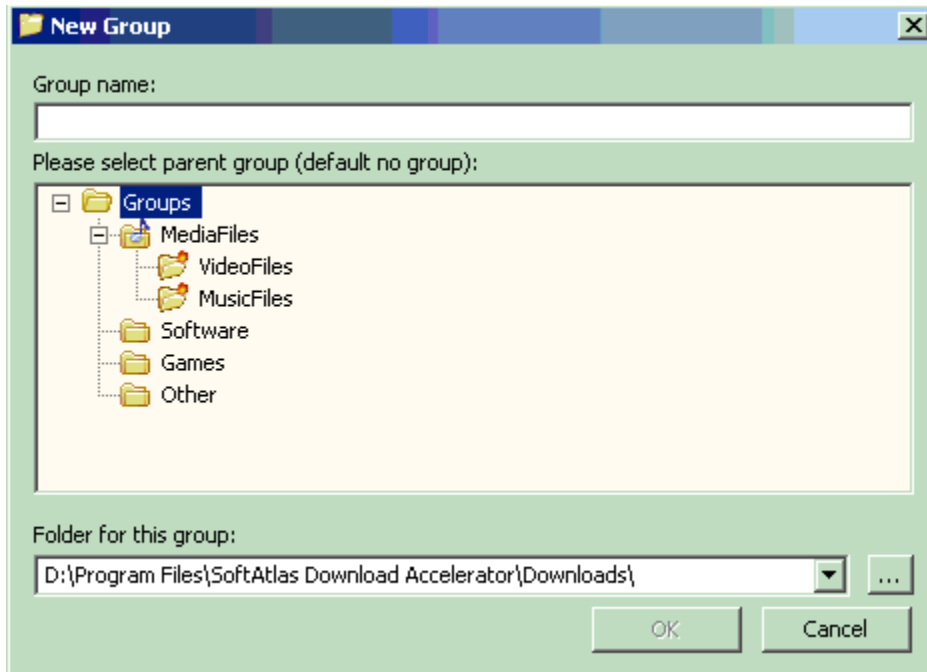 New Group
Group name:
Please select parent group (default no group):
Groups
MediaFiles
VideoFiles
MusicFiles
Software
Games
Other
Folder for this group:
D:\Program Files\SoftAtlas Download Accelerator\Downloads\
...
OK Cancel